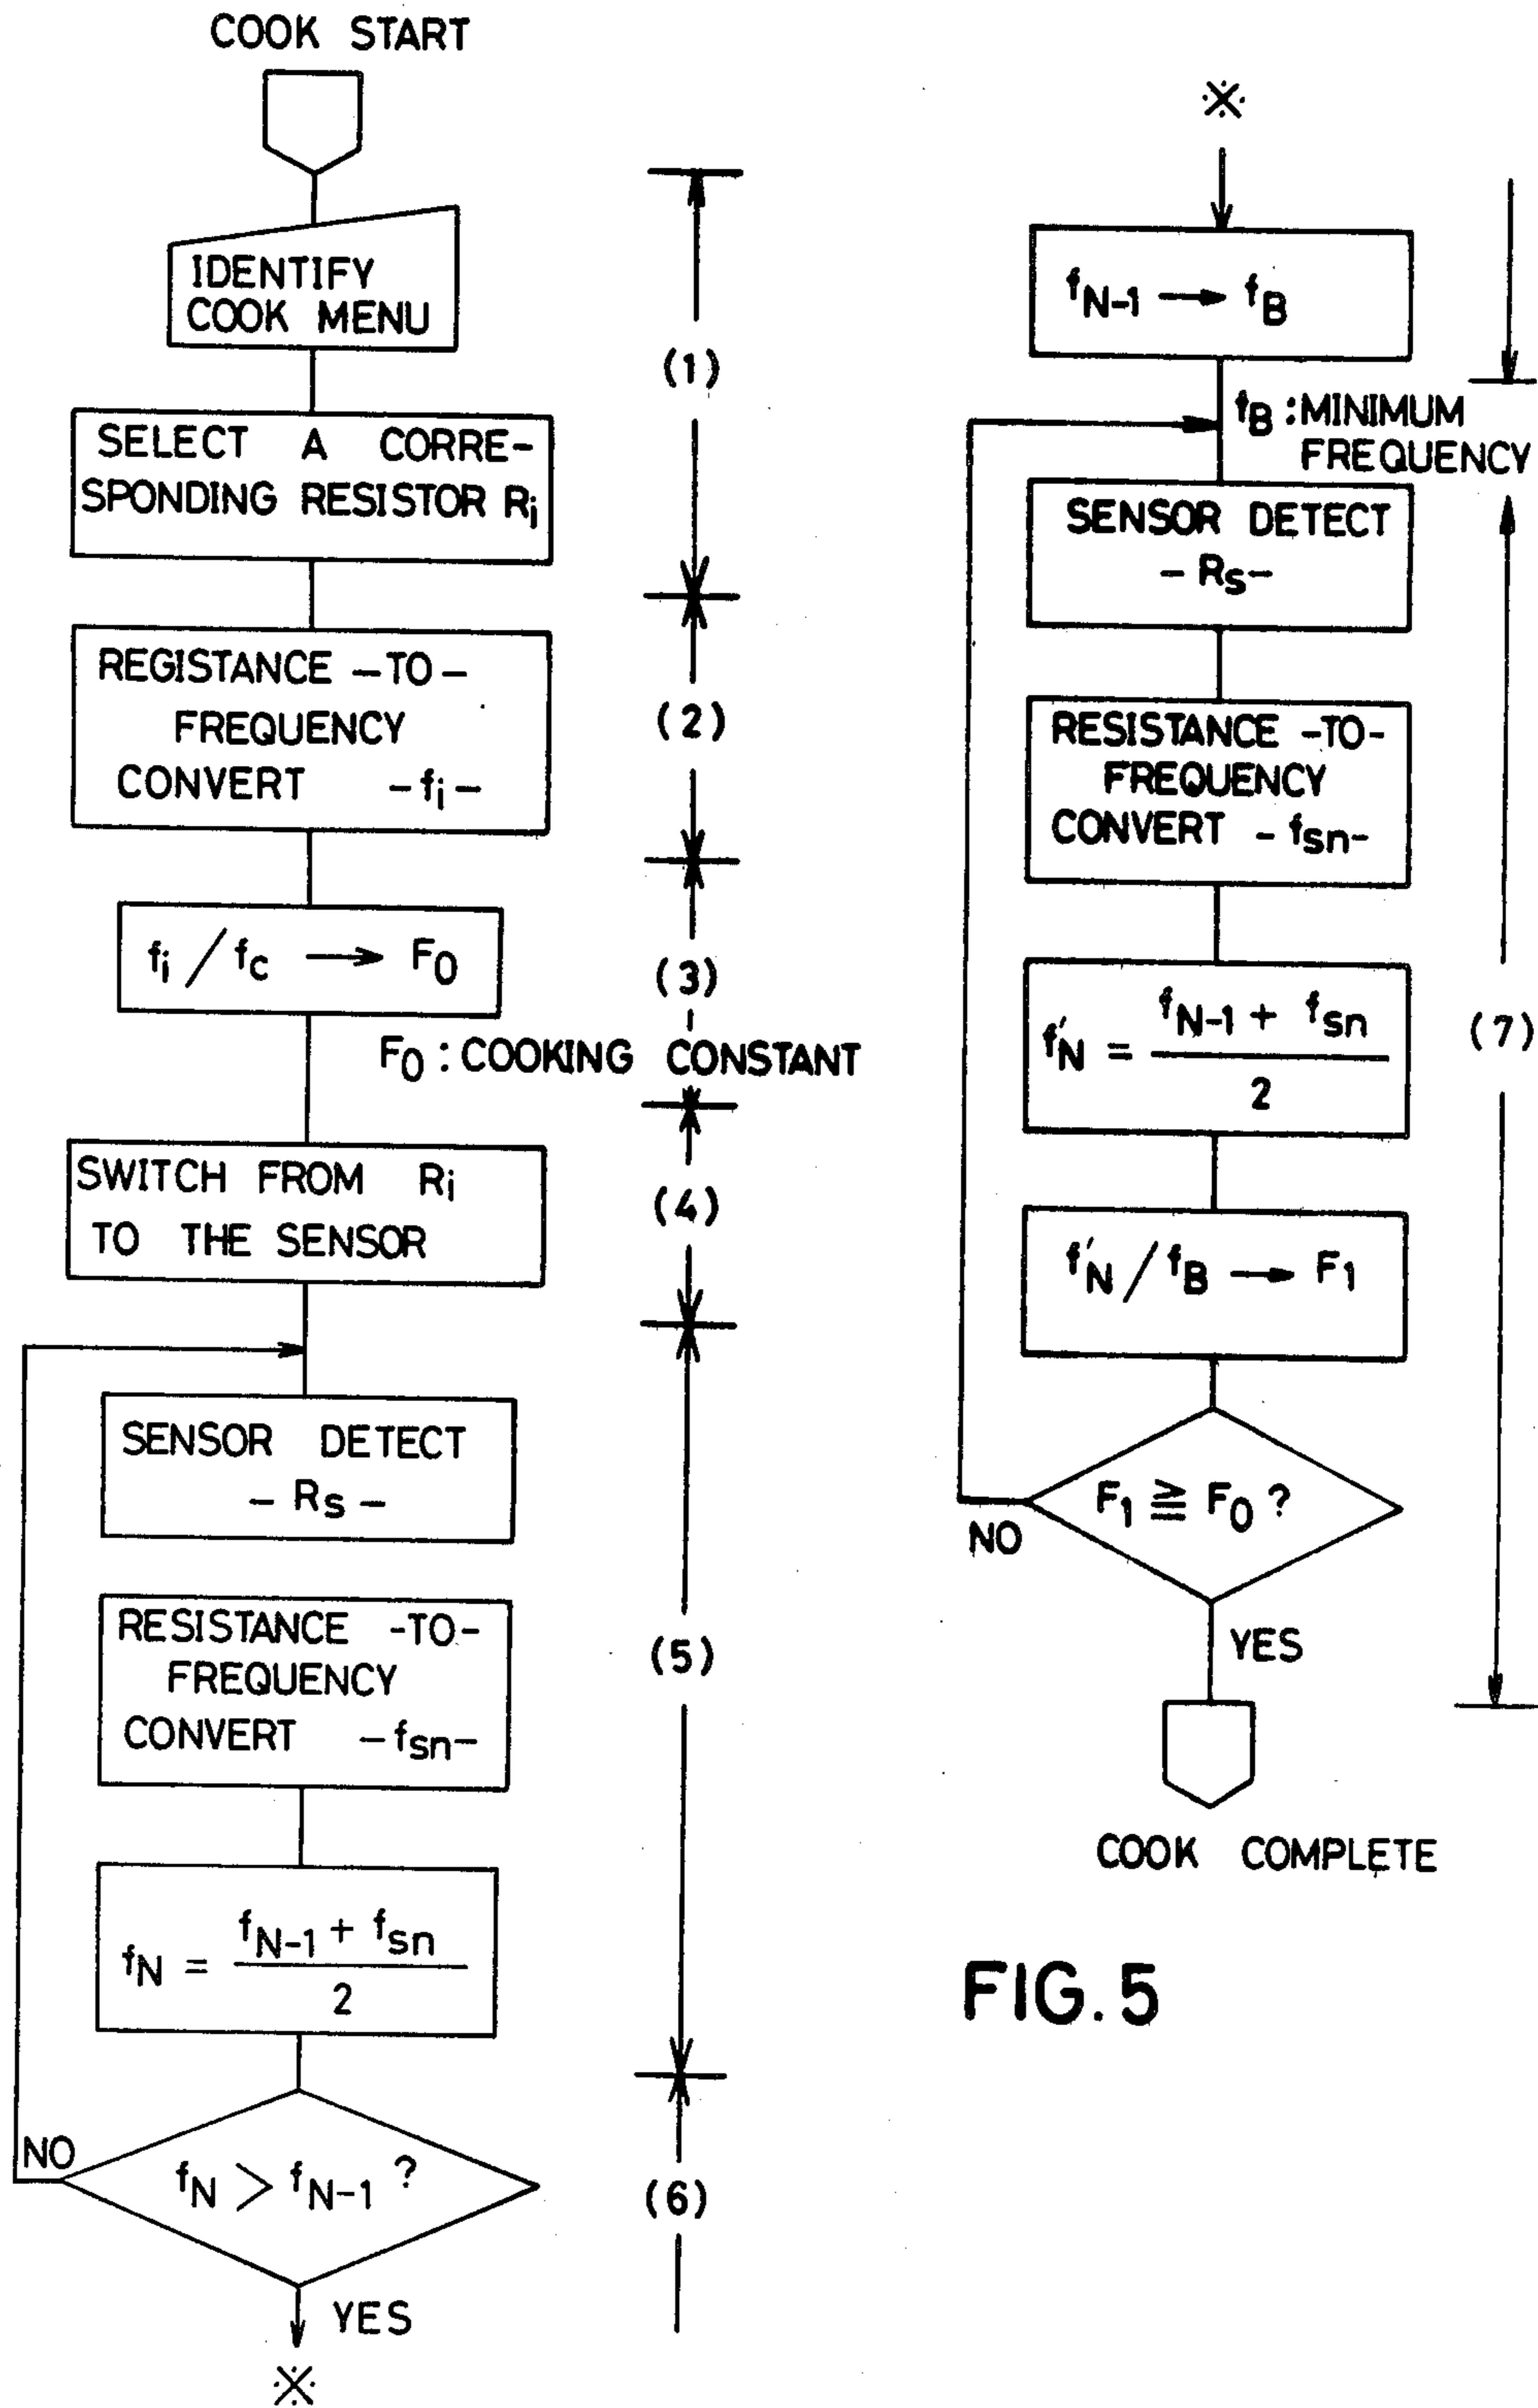 COOK START
IDENTIFY
COOK MENU
(1)
SELECT A CORRE-
SPONDING RESISTOR Ri
REGISTANCE -TO-
FREQUENCY
CONVERT -fi-
(2)
fi / fc → F0
(3)
F0 : COOKING CONSTANT
SWITCH FROM Ri
TO THE SENSOR
(4)
SENSOR DETECT
- Rs -
RESISTANCE -TO-
FREQUENCY
CONVERT -fsn-
(5)
fN = fN-1 + fsn
2
NO
fN > fN-1 ?
(6)
YES
※
※
fN-1 → fB
fB : MINIMUM
FREQUENCY
SENSOR DETECT
- Rs -
RESISTANCE -TO-
FREQUENCY
CONVERT - fsn-
f'N = fN-1 + fsn
2
(7)
f'N / fB → F1
F1 ≧ F0 ?
NO
YES
COOK COMPLETE
FIG. 5